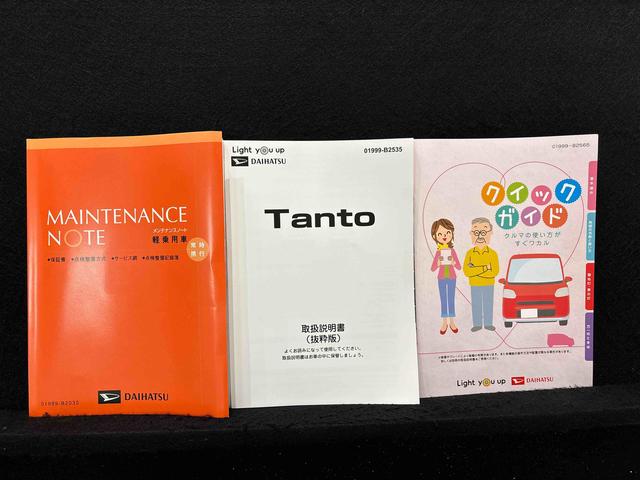 MAINTENANCE
NOTE
メンテナンスノート
軽乗用車
常時
携行
•保証書 •点検整備方式 •サービス網 •点検整備記録簿
01999-B2035
DAIHATSU
Light you up
01999-B2535
DAIHATSU
Tanto
取扱説明書
（抜粋版）
よくお読みになって使用してください。
取扱説明書はお車の中に保管しましょう。
01999-B2565
クイック
ガイド
クルマの使い方が
すぐワカル
Light you up
DAIHATSU